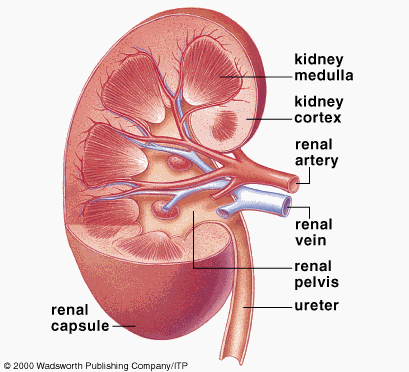 kidney
medulla
kidney
cortex
renal
artery
renal
vein
renal
pelvis
ureter
renal
capsule
© 2000 Wadsworth Publishing Company/ITP